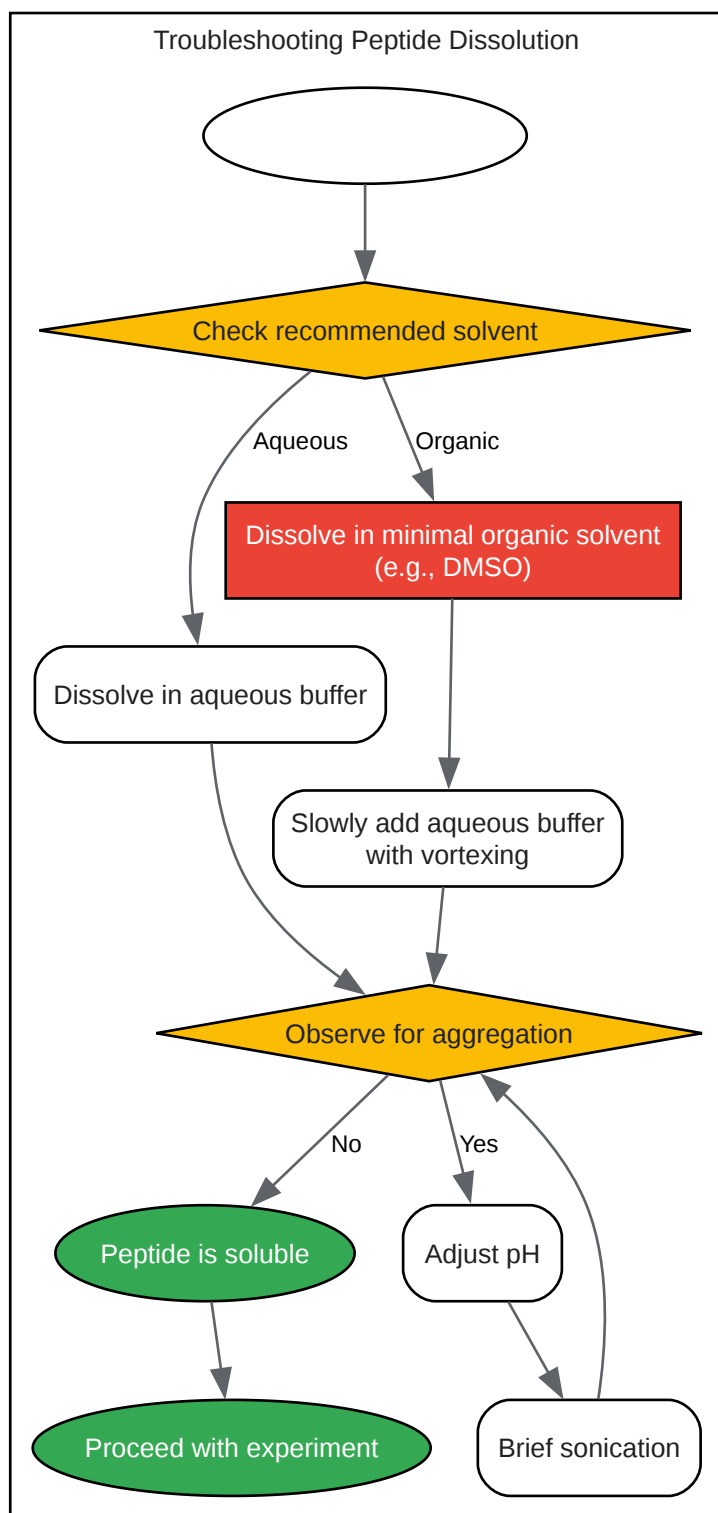 Troubleshooting Peptide Dissolution
Check recommended solvent
Aqueous
Organic
Dissolve in minimal organic solvent
(e.g., DMSO)
Dissolve in aqueous buffer
Slowly add aqueous buffer
with vortexing
Observe for aggregation
No
Yes
Peptide is soluble
Adjust pH
Proceed with experiment
Brief sonication